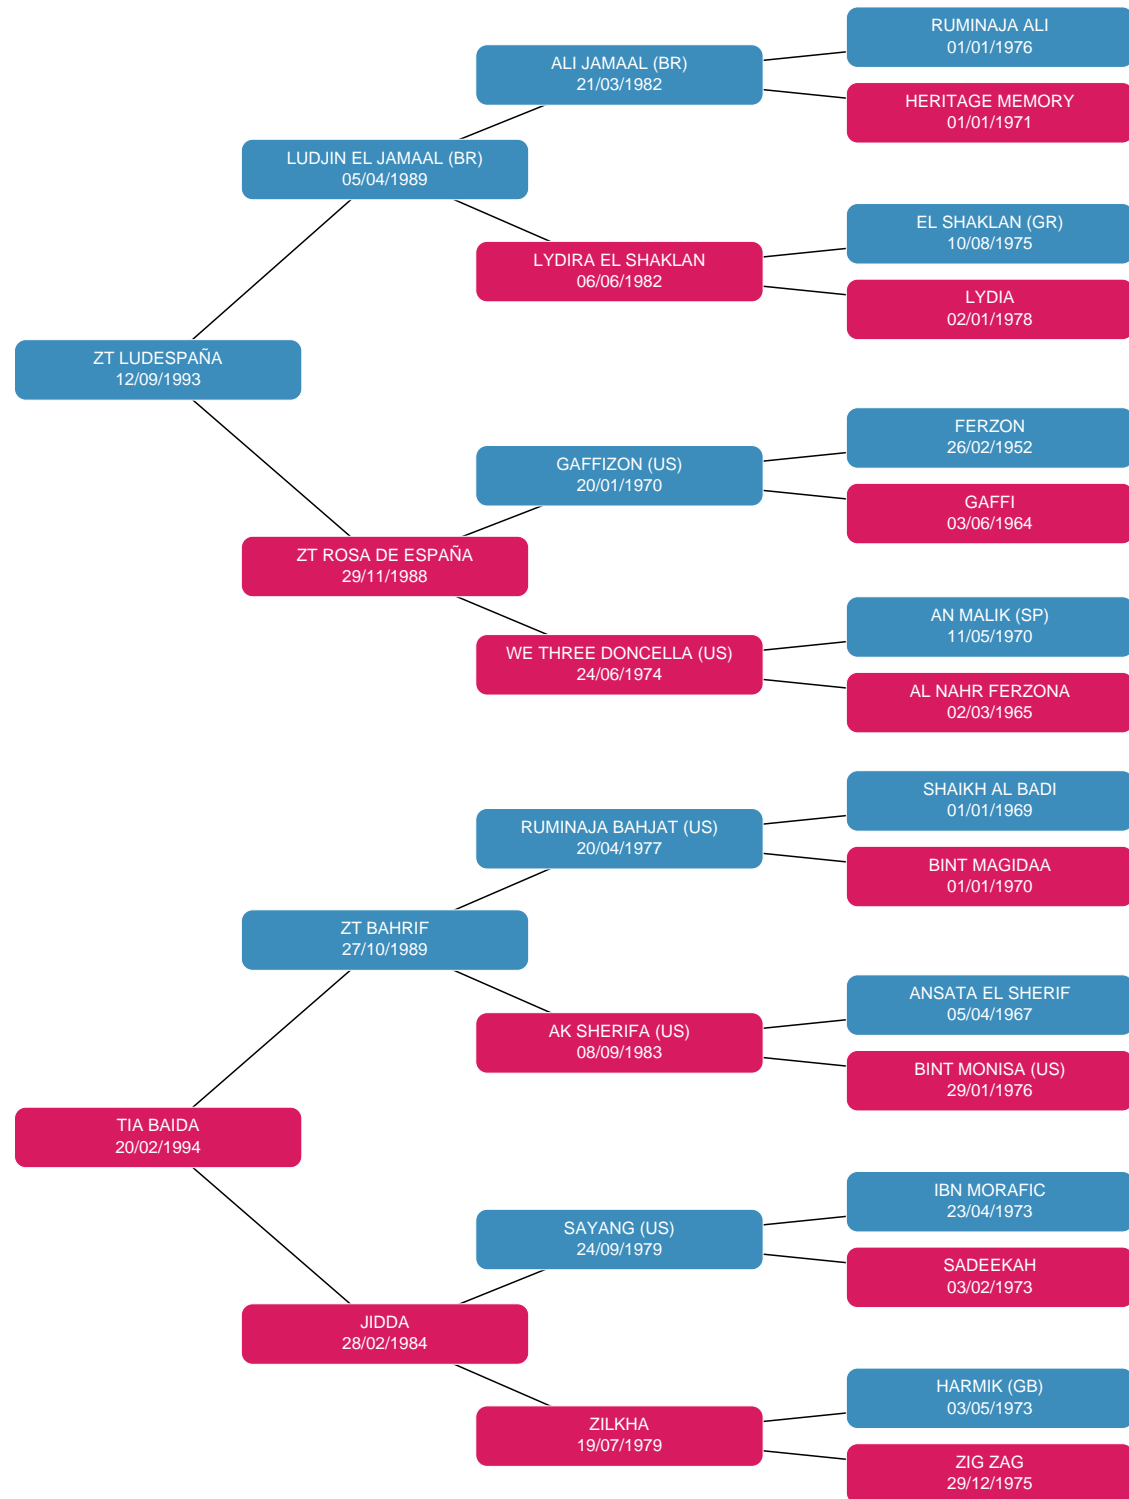 RUMINAJA ALI
01/01/1976
ALI JAMAAL (BR)
21/03/1982
HERITAGE MEMORY
01/01/1971
LUDJIN EL JAMAAL (BR)
05/04/1989
EL SHAKLAN (GR)
10/08/1975
LYDIRA EL SHAKLAN
06/06/1982
LYDIA
02/01/1978
ZT LUDESPAÑA
12/09/1993
FERZON
26/02/1952
GAFFIZON (US)
20/01/1970
GAFFI
03/06/1964
ZT ROSA DE ESPAÑA
29/11/1988
AN MALIK (SP)
11/05/1970
WE THREE DONCELLA (US)
24/06/1974
AL NAHR FERZONA
02/03/1965
SHAIKH AL BADI
01/01/1969
RUMINAJA BAHJAT (US)
20/04/1977
BINT MAGIDAA
01/01/1970
ZT BAHRIF
27/10/1989
ANSATA EL SHERIF
05/04/1967
AK SHERIFA (US)
08/09/1983
BINT MONISA (US)
29/01/1976
TIA BAIDA
20/02/1994
IBN MORAFIC
23/04/1973
SAYANG (US)
24/09/1979
SADEEKAH
03/02/1973
JIDDA
28/02/1984
HARMIK (GB)
03/05/1973
ZILKHA
19/07/1979
ZIG ZAG
29/12/1975